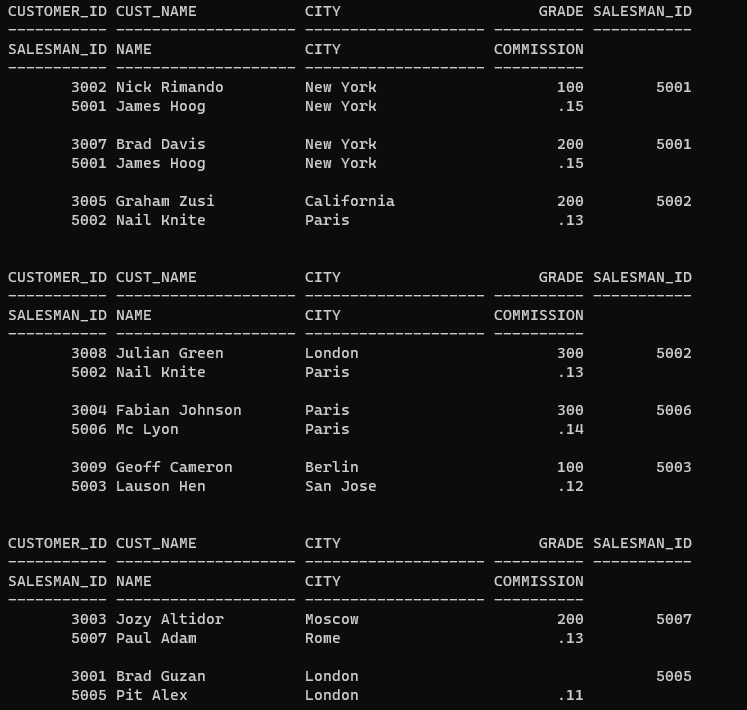 CUSTOMER_ID CUST_NAME            CITY                      GRADE SALESMAN_ID
----------- -------------------- -------------------- ---------- -----------
SALESMAN_ID NAME                 CITY                 COMMISSION
----------- -------------------- -------------------- ----------
       3002 Nick Rimando         New York                    100        5001
       5001 James Hoog           New York                    .15

       3007 Brad Davis           New York                    200        5001
       5001 James Hoog           New York                    .15

       3005 Graham Zusi          California                  200        5002
       5002 Nail Knite           Paris                       .13


CUSTOMER_ID CUST_NAME            CITY                      GRADE SALESMAN_ID
----------- -------------------- -------------------- ---------- -----------
SALESMAN_ID NAME                 CITY                 COMMISSION
----------- -------------------- -------------------- ----------
       3008 Julian Green         London                      300        5002
       5002 Nail Knite           Paris                       .13

       3004 Fabian Johnson       Paris                       300        5006
       5006 Mc Lyon              Paris                       .14

       3009 Geoff Cameron        Berlin                      100        5003
       5003 Lauson Hen           San Jose                    .12


CUSTOMER_ID CUST_NAME            CITY                      GRADE SALESMAN_ID
----------- -------------------- -------------------- ---------- -----------
SALESMAN_ID NAME                 CITY                 COMMISSION
----------- -------------------- -------------------- ----------
       3003 Jozy Altidor         Moscow                      200        5007
       5007 Paul Adam            Rome                        .13

       3001 Brad Guzan           London                                 5005
       5005 Pit Alex             London                      .11